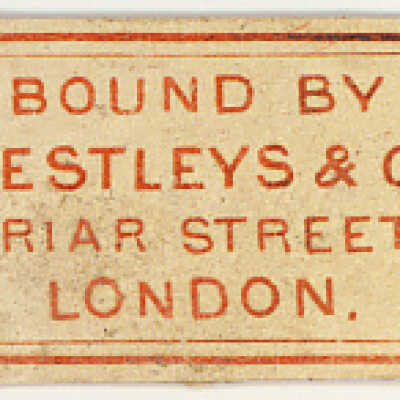 BOUND BY
ESTLEYS & C
RIAR STREET
LONDON.